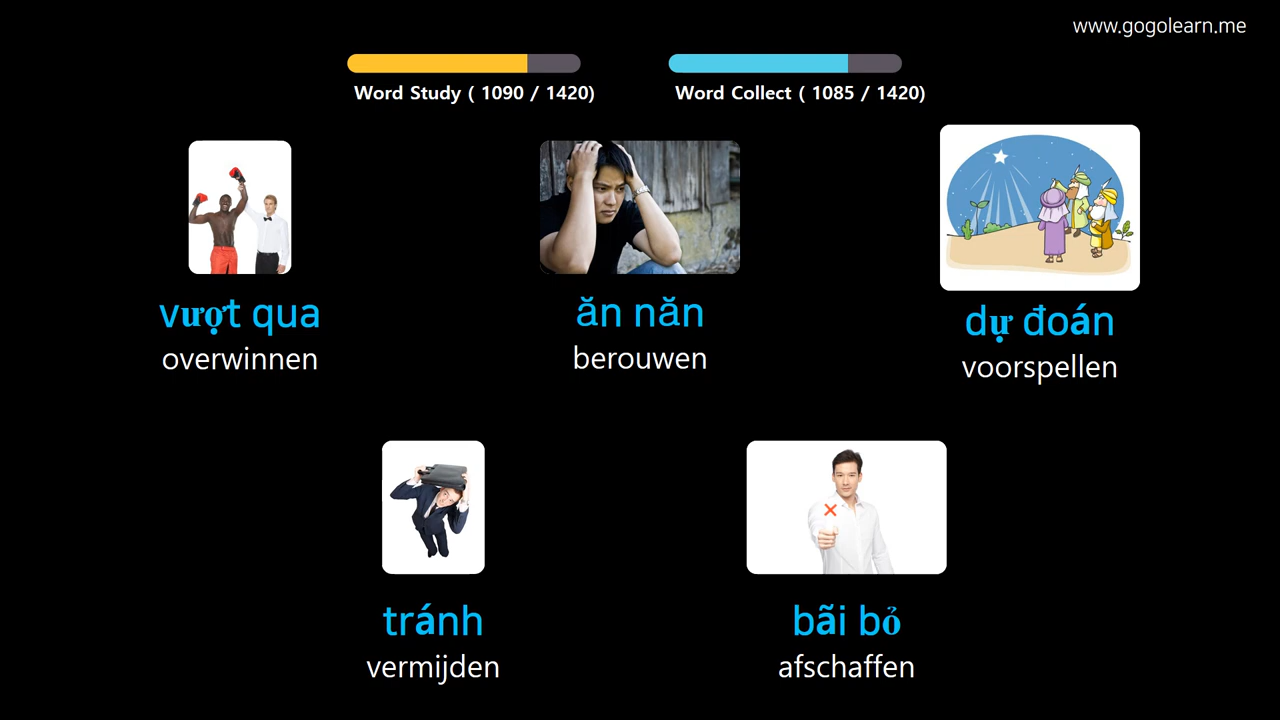 www.gogolearn.me
Word Study ( 1090 / 1420)
Word Collect ( 1085 / 1420)
vượt qua
overwinnen
ăn năn
berouwen
dự đoán
voorspellen
tránh
vermijden
bãi bỏ
afschaffen